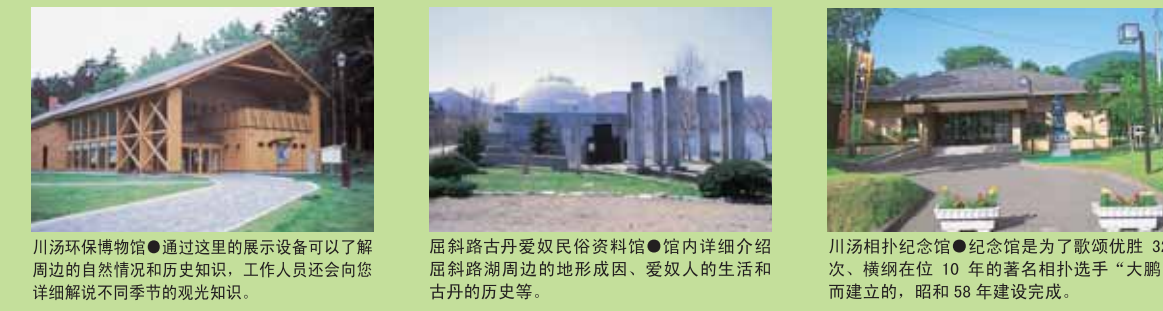 川汤环保博物馆●通过这里的展示设备可以了解
周边的自然情况和历史知识，工作人员还会向您
详细解说不同季节的观光知识。
屈斜路古丹爱奴民俗资料馆●馆内详细介绍
屈斜路湖周边的地形成因、爱奴人的生活和
古丹的历史等。
川汤相扑纪念馆●纪念馆是为了歌颂优胜 32
次、横纲在位 10 年的著名相扑选手“大鹏
而建立的，昭和 58 年建设完成。